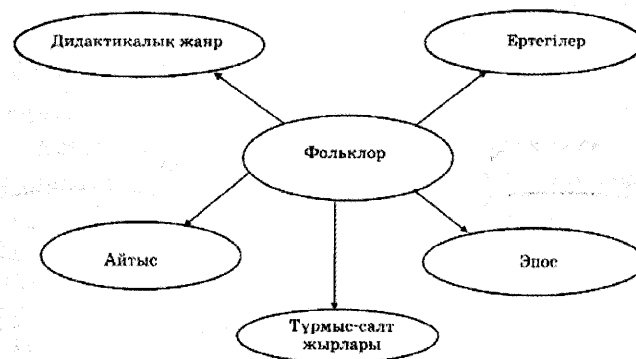 Дидактикалық жанр
Ертегілер
Фольклор
Айтыс
Эпос
Тұрмыс-салт
жырлары